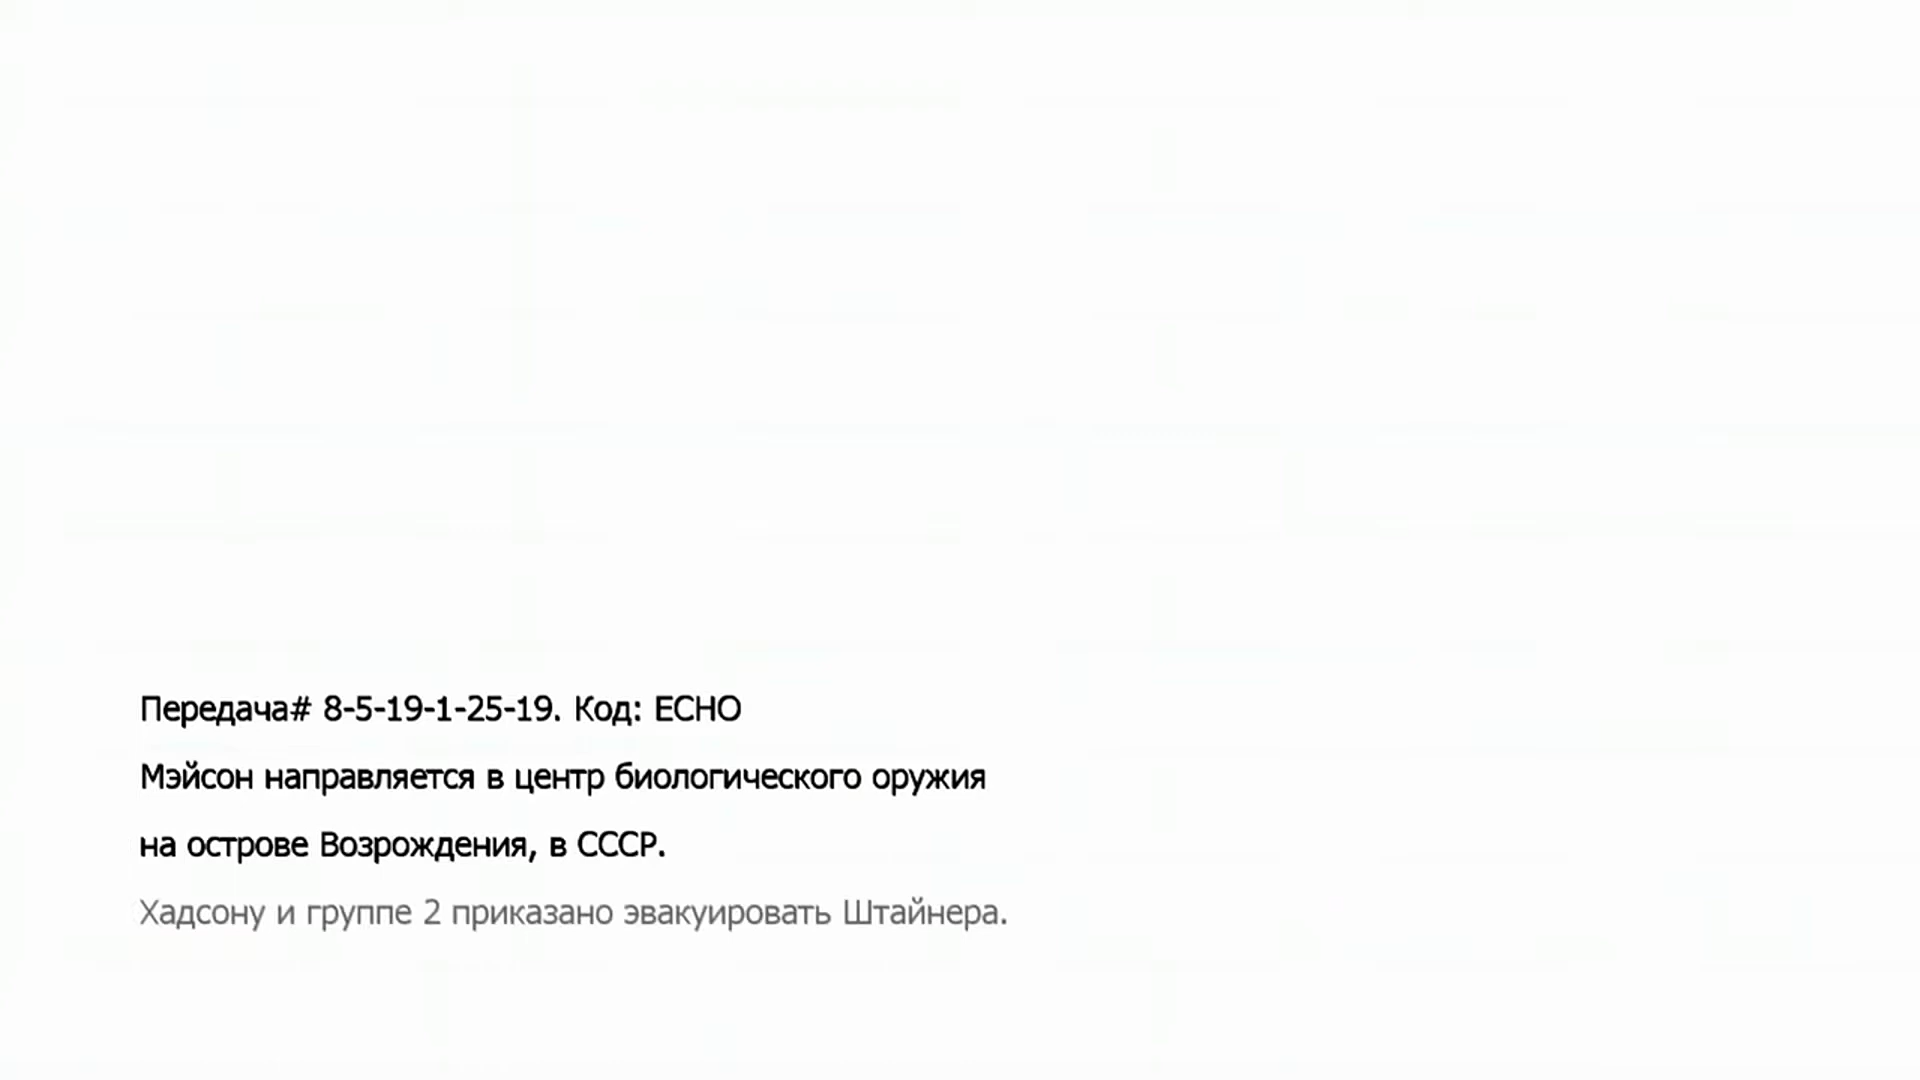 Передача# 8-5-19-1-25-19. Код: ECHO
Мэйсон направляется в центр биологического оружия
на острове Возрождения, в СССР.
Хадсону и группе 2 приказано эвакуировать Штайнера.